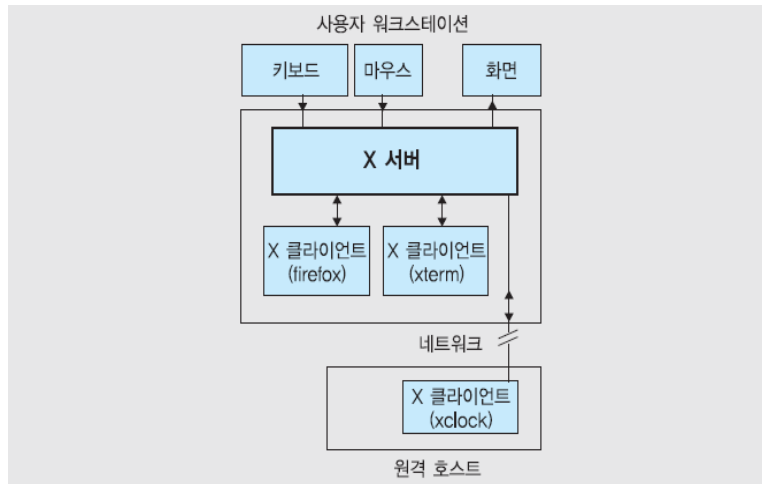 사용자 워크스테이션
키보드
마우스
화면
X 서버
X 클라이언트
(firefox)
X 클라이언트
(xterm)
네트워크
X 클라이언트
(xclock)
원격 호스트